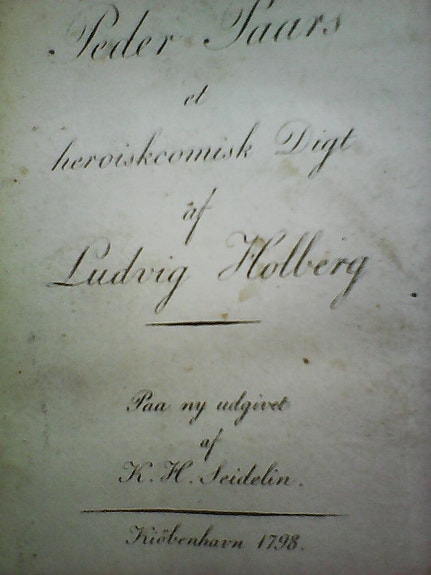 Peder Paars
et
heroiskcomisk Digt
af
Ludvig Holberg
Paa ny udgivet
af
K. H. Seidelin.
Kiöbenhavn 1798.